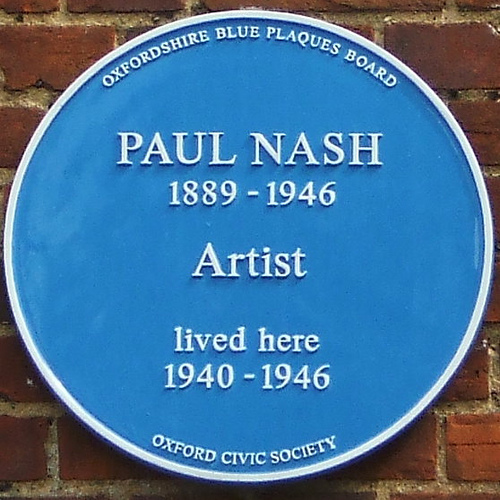 OXFORDSHIRE BLUE PLAQUES BOARD
PAUL NASH
1889 - 1946
Artist
lived here
1940 - 1946
OXFORD CIVIC SOCIETY